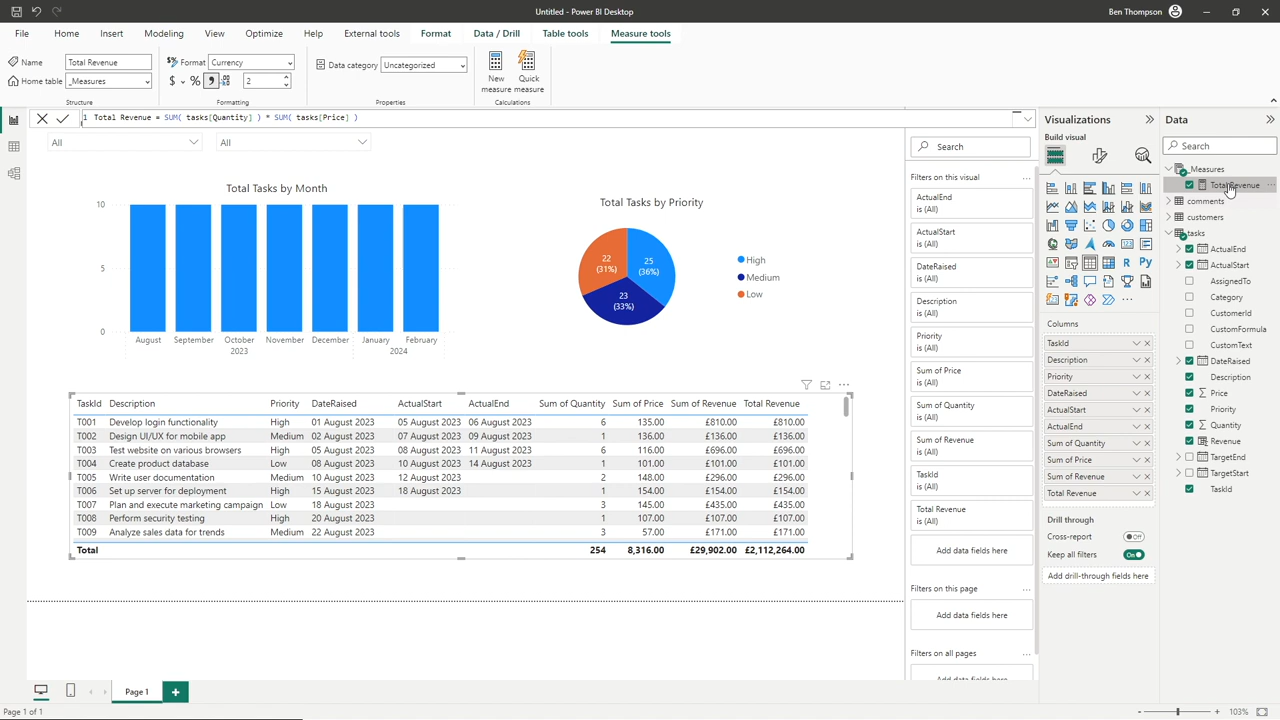 Untitled - Power BI Desktop
Ben Thompson
File Home Insert Modeling View Optimize Help External tools Format Data / Drill Table tools Measure tools
Name Total Revenue
Format Currency
Data category Uncategorized
Home table _Measures
$ % 2
New measure
Quick measure
Structure Formatting Properties Calculations
1 Total Revenue = SUM( tasks[Quantity] ) * SUM( tasks[Price] )
All All
Total Tasks by Month
10
5
0
August September October November December January February
2023 2024
Total Tasks by Priority
22 (31%)
25 (36%)
23 (33%)
High
Medium
Low
TaskId Description Priority DateRaised ActualStart ActualEnd Sum of Quantity Sum of Price Sum of Revenue Total Revenue
T001 Develop login functionality High 01 August 2023 05 August 2023 06 August 2023 6 135.00 £810.00 £810.00
T002 Design UI/UX for mobile app Medium 02 August 2023 07 August 2023 09 August 2023 1 136.00 £136.00 £136.00
T003 Test website on various browsers High 05 August 2023 08 August 2023 11 August 2023 6 116.00 £696.00 £696.00
T004 Create product database Low 08 August 2023 10 August 2023 14 August 2023 1 101.00 £101.00 £101.00
T005 Write user documentation Medium 10 August 2023 12 August 2023 2 148.00 £296.00 £296.00
T006 Set up server for deployment High 15 August 2023 18 August 2023 1 154.00 £154.00 £154.00
T007 Plan and execute marketing campaign Low 18 August 2023 3 145.00 £435.00 £435.00
T008 Perform security testing High 20 August 2023 1 107.00 £107.00 £107.00
T009 Analyze sales data for trends Medium 22 August 2023 3 57.00 £171.00 £171.00
Total 254 8,316.00 £29,902.00 £2,112,264.00
Search
Filters on this visual
ActualEnd
is (All)
ActualStart
is (All)
DateRaised
is (All)
Description
is (All)
Priority
is (All)
Sum of Price
is (All)
Sum of Quantity
is (All)
Sum of Revenue
is (All)
TaskId
is (All)
Total Revenue
is (All)
Add data fields here
Filters on this page
Add data fields here
Filters on all pages
Add data fields here
Visualizations
Build visual
R Py
Columns
TaskId
Description
Priority
DateRaised
ActualStart
ActualEnd
Sum of Quantity
Sum of Price
Sum of Revenue
Total Revenue
Drill through
Cross-report Off
Keep all filters On
Add drill-through fields here
Data
Search
_Measures
Total Revenue
comments
customers
tasks
ActualEnd
ActualStart
AssignedTo
Category
CustomerId
CustomFormula
CustomText
DateRaised
Description
Price
Priority
Quantity
Revenue
TargetEnd
TargetStart
TaskId
Page 1
Page 1 of 1
103%